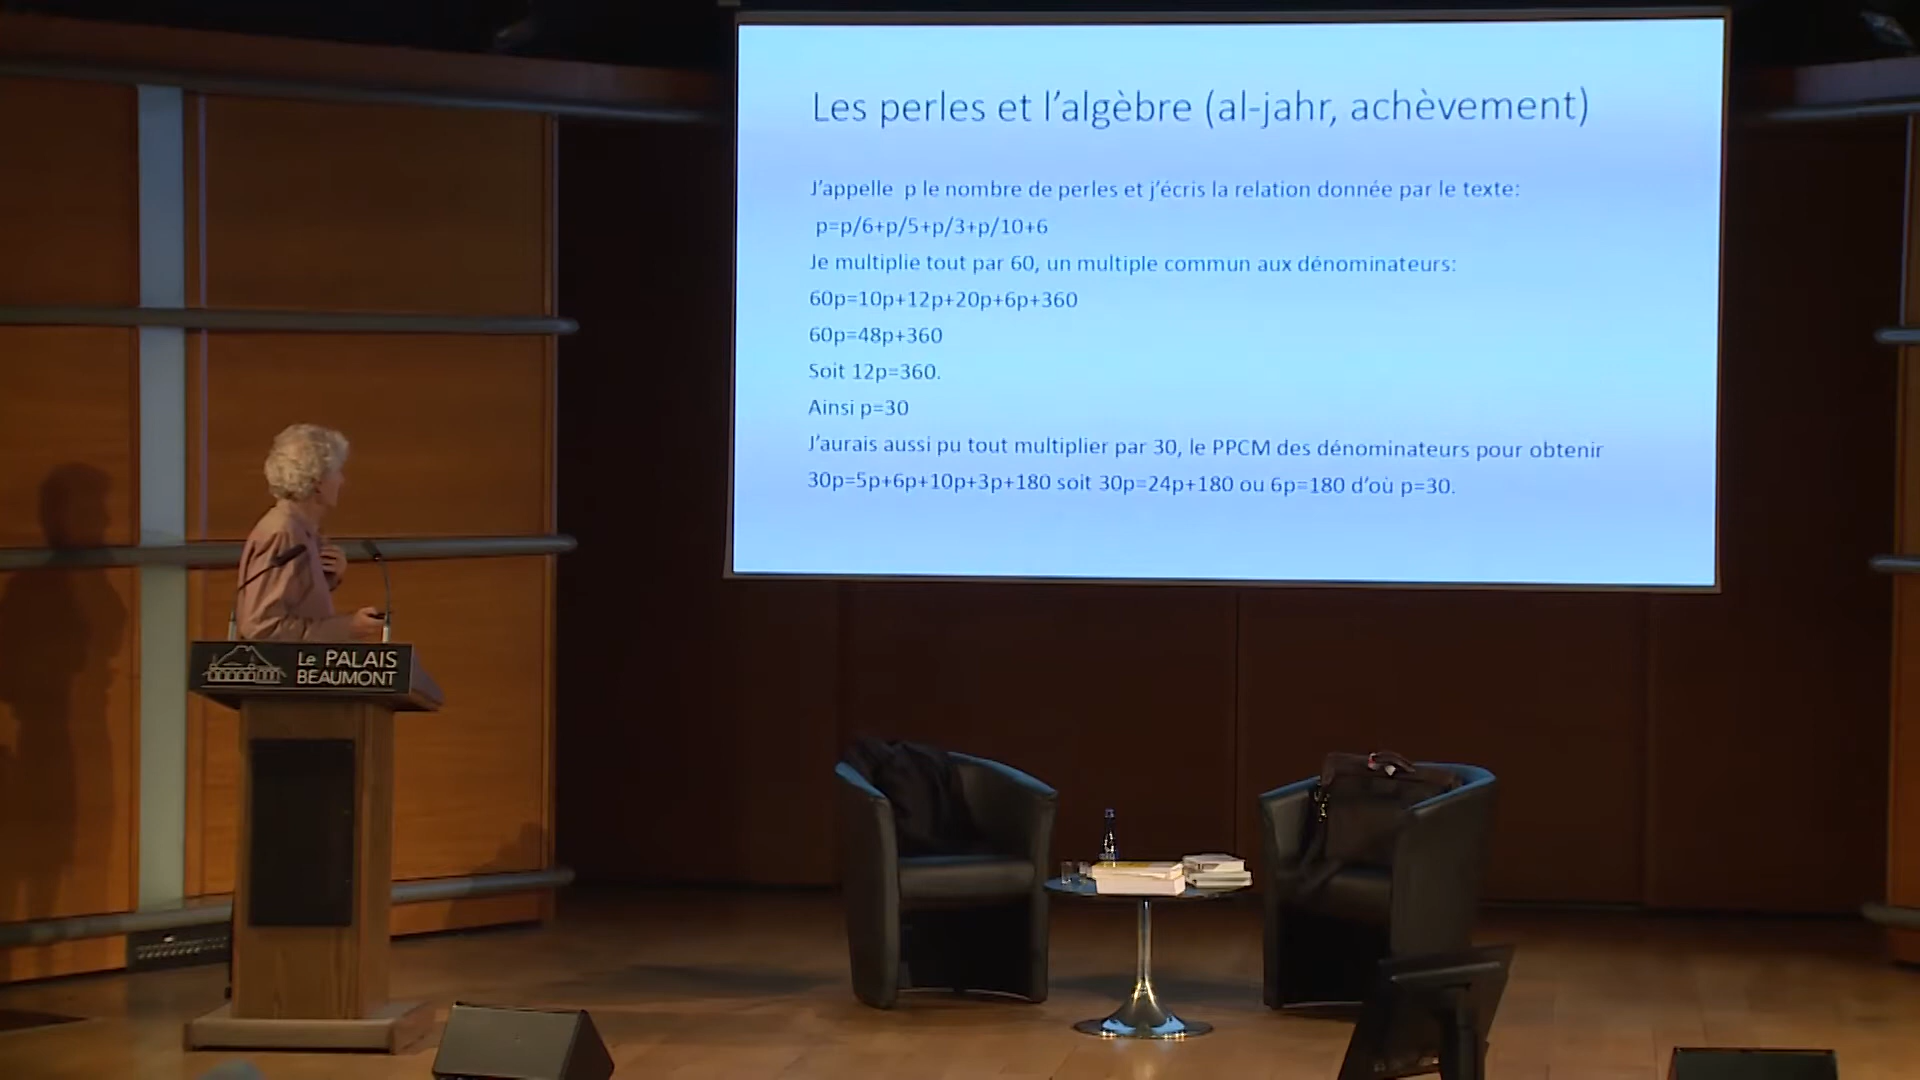 Les perles et l’algèbre (al-jahr, achèvement)
J’appelle p le nombre de perles et j’écris la relation donnée par le texte:
p=p/6+p/5+p/3+p/10+6
Je multiplie tout par 60, un multiple commun aux dénominateurs:
60p=10p+12p+20p+6p+360
60p=48p+360
Soit 12p=360.
Ainsi p=30
J’aurais aussi pu tout multiplier par 30, le PPCM des dénominateurs pour obtenir
30p=5p+6p+10p+3p+180 soit 30p=24p+180 ou 6p=180 d’où p=30.
Le PALAIS
BEAUMONT